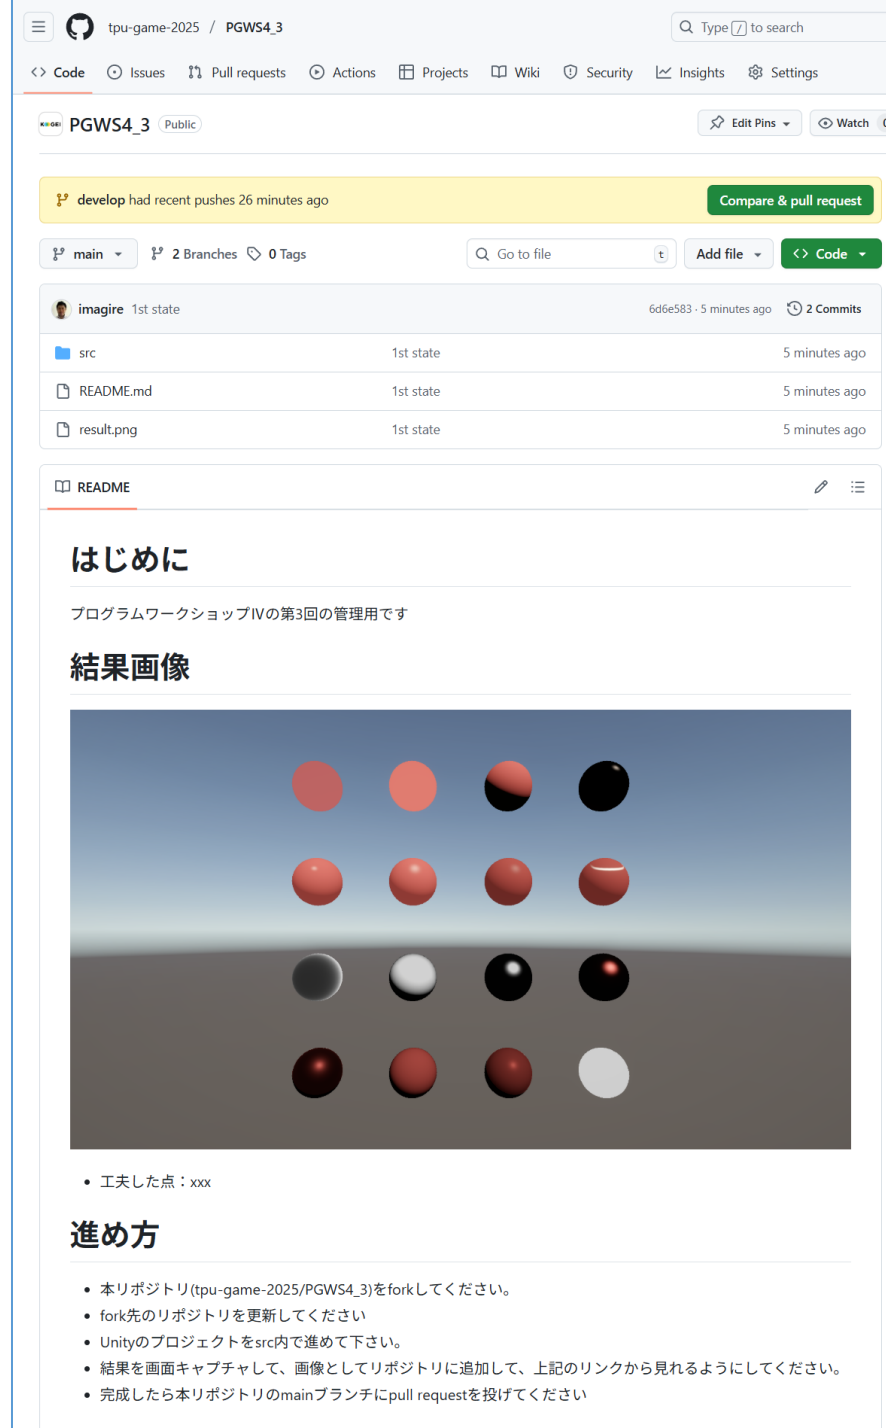 tpu-game-2025 / PGWS4_3
Type / to search
Code Issues Pull requests Actions Projects Wiki Security Insights Settings
PGWS4_3 Public
Edit Pins Watch
develop had recent pushes 26 minutes ago
Compare & pull request
main 2 Branches 0 Tags
Go to file t
Add file
Code
imagire 1st state 6d6e583 · 5 minutes ago 2 Commits
src 1st state 5 minutes ago
README.md 1st state 5 minutes ago
result.png 1st state 5 minutes ago
README
はじめに
プログラムワークショップIVの第3回の管理用です
結果画像
工夫した点：xxx
進め方
本リポジトリ(tpu-game-2025/PGWS4_3)をforkしてください。
fork先のリポジトリを更新してください
Unityのプロジェクトをsrc内で進めて下さい。
結果を画面キャプチャして、画像としてリポジトリに追加して、上記のリンクから見れるようにしてください。
完成したら本リポジトリのmainブランチにpull requestを投げてください